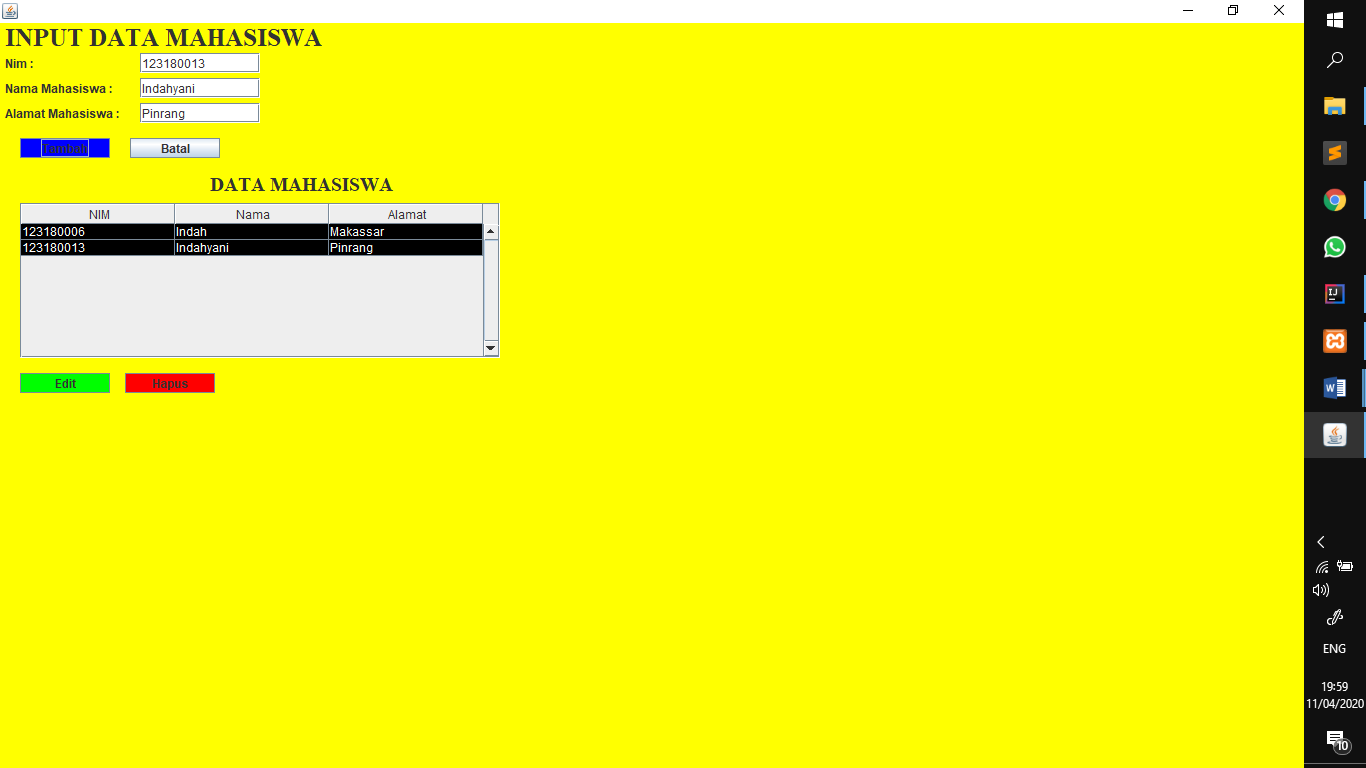 INPUT DATA MAHASISWA
Nim : 123180013
Nama Mahasiswa : Indahyani
Alamat Mahasiswa : Pinrang
Tambah Batal
DATA MAHASISWA
NIM Nama Alamat
123180006 Indah Makassar
123180013 Indahyani Pinrang
Edit Hapus
IJ
W
ENG
19:59
11/04/2020
10